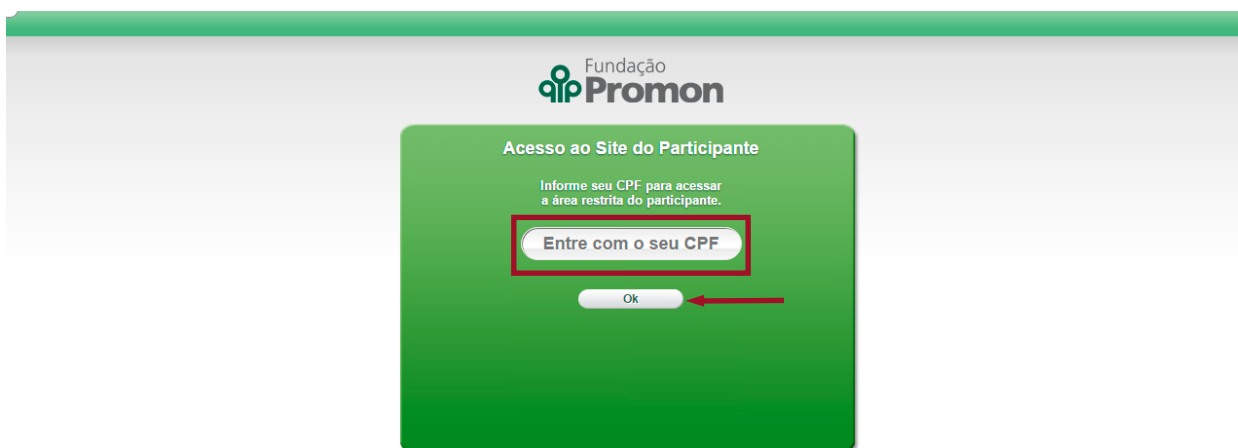 Fundação
Promon
Acesso ao Site do Participante
Informe seu CPF para acessar
a área restrita do participante.
Entre com o seu CPF
Ok